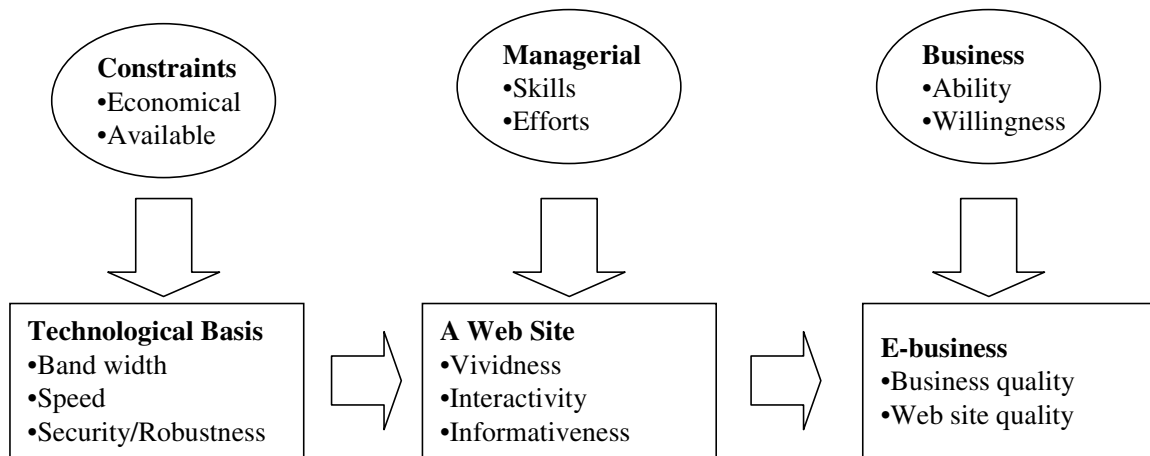 Constraints
•Economical
•Available
Managerial
•Skills
•Efforts
Business
•Ability
•Willingness
Technological Basis
•Band width
•Speed
•Security/Robustness
A Web Site
•Vividness
•Interactivity
•Informativeness
E-business
•Business quality
•Web site quality